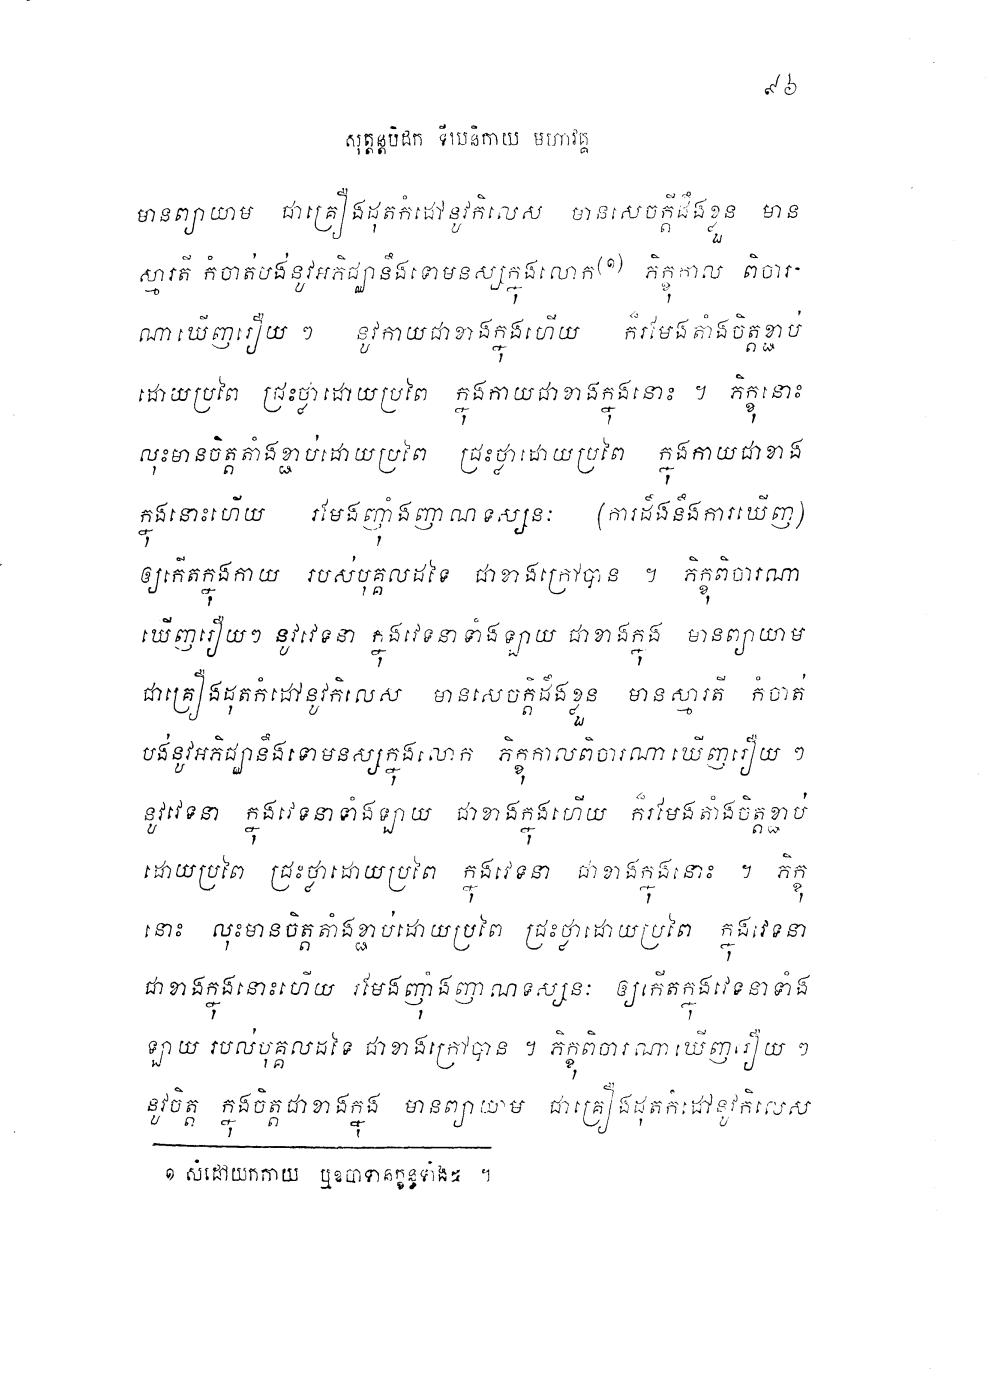 ៩៦
សុត្តន្តបិដក ទីឃនិកាយ មហាវគ្គ
មានព្យាយាម ជាគ្រឿងដុតកំដៅនូវកិលេស មានសេចក្តីដឹងខ្លួន មាន
ស្មារតី កំចាត់បង់នូវអភិជ្ឈានឹងទោមនស្សក្នុងលោក(១) ភិក្ខុកាល ពិចារ-
ណាឃើញរឿយ ៗ នូវកាយជាខាងក្នុងហើយ ក៏រមែងតាំងចិត្តខ្ជាប់
ដោយប្រពៃ ជ្រះថ្លាដោយប្រពៃ ក្នុងកាយជាខាងក្នុងនោះ ។ ភិក្ខុនោះ
លុះមានចិត្តតាំងខ្ជាប់ដោយប្រពៃ ជ្រះថ្លាដោយប្រពៃ ក្នុងកាយជាខាង
ក្នុងនោះហើយ រមែងញ៉ាំងញាណទស្សនៈ (ការដឹងនឹងការឃើញ)
ឲ្យកើតក្នុងកាយ របស់បុគ្គលដទៃ ជាខាងក្រៅបាន ។ ភិក្ខុពិចារណា
ឃើញរឿយៗ នូវវេទនា ក្នុងវេទនាទាំងឡាយ ជាខាងក្នុង មានព្យាយាម
ជាគ្រឿងដុតកំដៅនូវកិលេស មានសេចក្តិដឹងខ្លួន មានស្មារតី កំចាត់
បង់នូវអភិជ្ឈានឹងទោមនស្សក្នុងលោក ភិក្ខុកាលពិចារណាឃើញរឿយ ៗ
នូវវេទនា ក្នុងវេទនាទាំងឡាយ ជាខាងក្នុងហើយ ក៏រមែងតាំងចិត្តខ្ជាប់
ដោយប្រពៃ ជ្រះថ្លាដោយប្រពៃ ក្នុងវេទនា ជាខាងក្នុងនោះ ។ ភិក្ខុ
នោះ លុះមានចិត្តតាំងខ្ជាប់ដោយប្រពៃ ជ្រះថ្លាដោយប្រពៃ ក្នុងវេទនា
ជាខាងក្នុងនោះហើយ រមែងញ៉ាំងញាណទស្សនៈ ឲ្យកើតក្នុងវេទនាទាំង
ឡាយ របស់បុគ្គលដទៃ ជាខាងក្រៅបាន ។ ភិក្ខុពិចារណាឃើញរឿយ ៗ
នូវចិត្ត ក្នុងចិត្តជាខាងក្នុង មានព្យាយាម ជាគ្រឿងដុតកំដៅនូវកិលេស
១ សំដៅយកកាយ ឬឧបាទានក្ខន្ធទាំង៥ ។